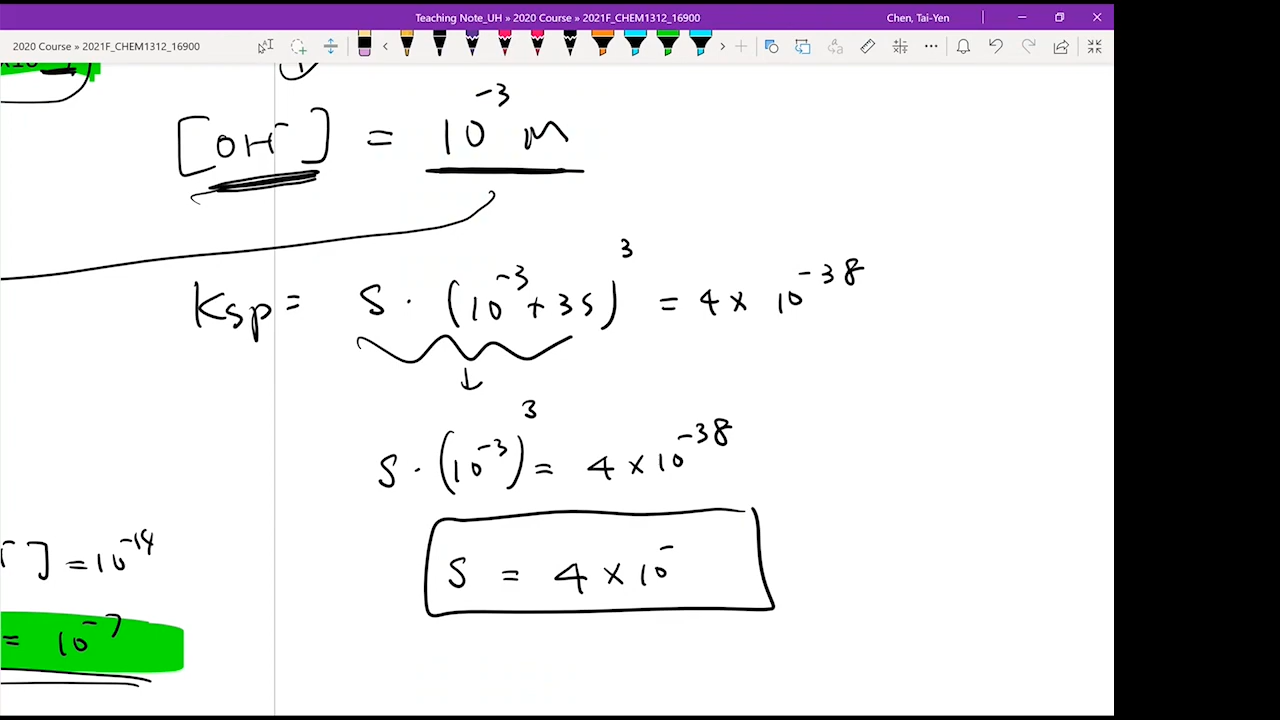 Teaching Note_UH » 2020 Course » 2021F_CHEM1312_16900
Chen, Tai-Yen
2020 Course » 2021F_CHEM1312_16900
[OH⁻] = 10⁻³ M
Ksp = S · (10⁻³ + 3S)³ = 4 × 10⁻³⁸
↓
S · (10⁻³)³ = 4 × 10⁻³⁸
S = 4 × 10⁻
] = 10⁻¹⁴
= 10⁻⁷